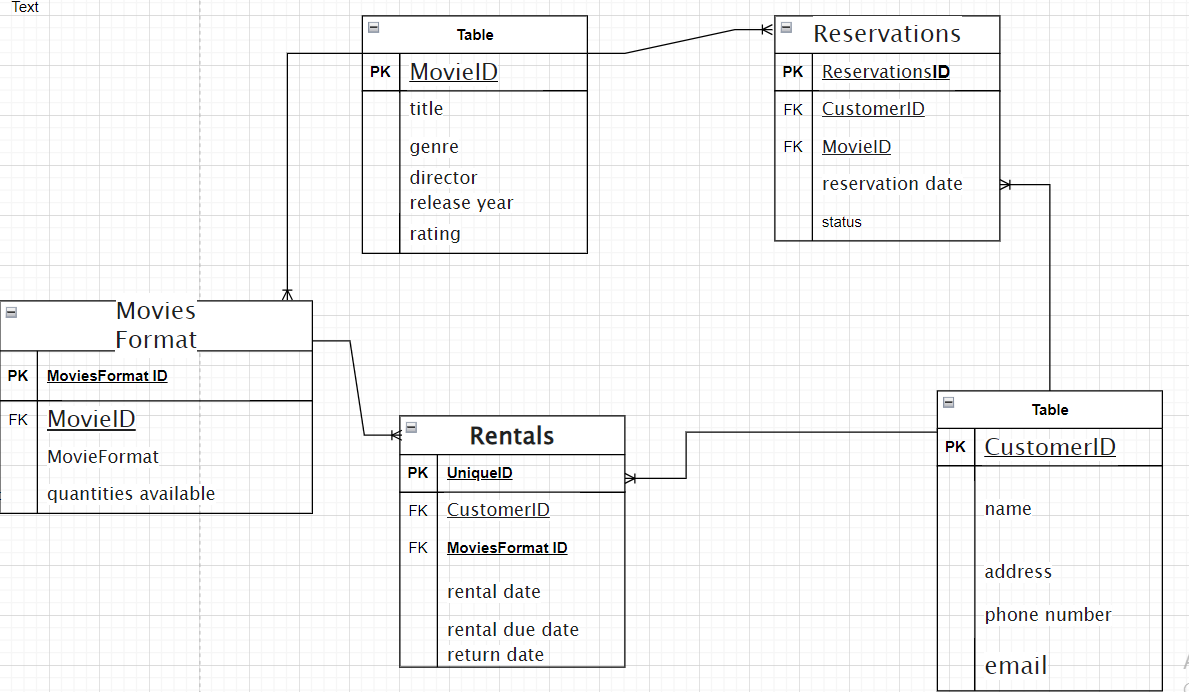 Text
Table
PK MovieID
title
genre
director
release year
rating
Reservations
PK ReservationsID
FK CustomerID
FK MovieID
reservation date
status
Movies
Format
PK MoviesFormat ID
FK MovieID
MovieFormat
quantities available
Rentals
PK UniqueID
FK CustomerID
FK MoviesFormat ID
rental date
rental due date
return date
Table
PK CustomerID
name
address
phone number
email